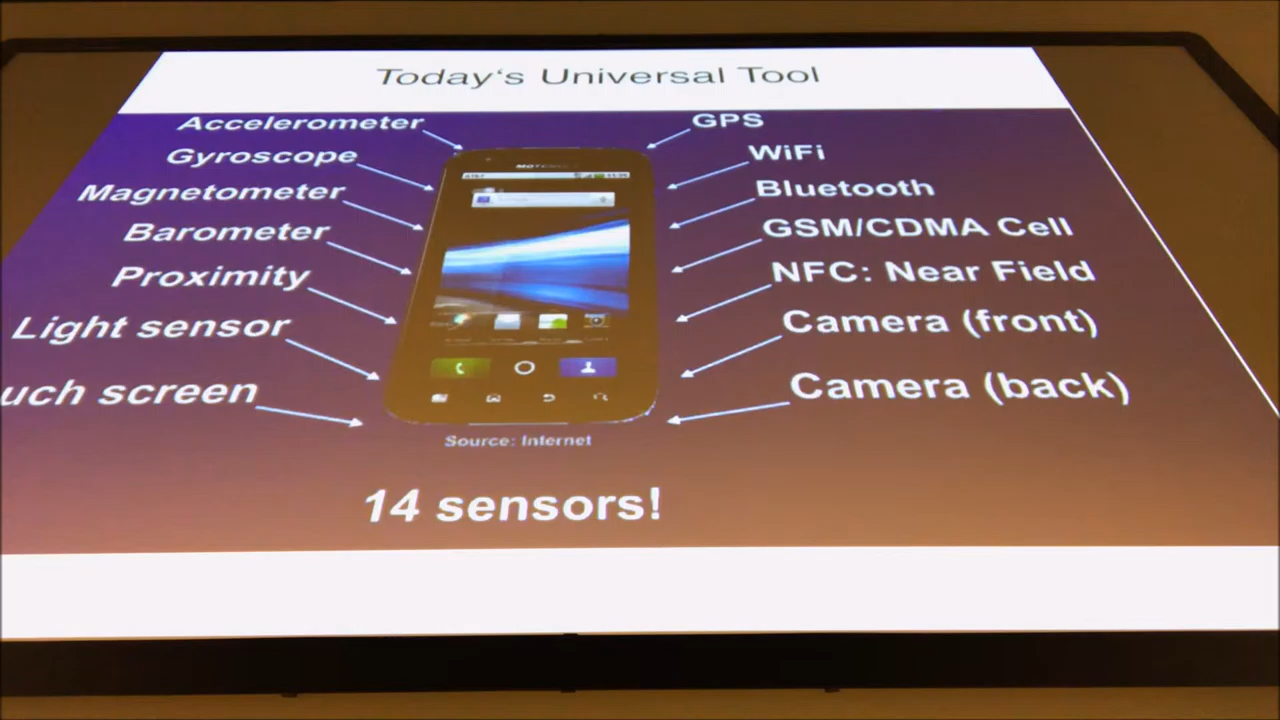 Today's Universal Tool
Accelerometer
Gyroscope
Magnetometer
Barometer
Proximity
Light sensor
uch screen
GPS
WiFi
Bluetooth
GSM/CDMA Cell
NFC: Near Field
Camera (front)
Camera (back)
Source: Internet
14 sensors!